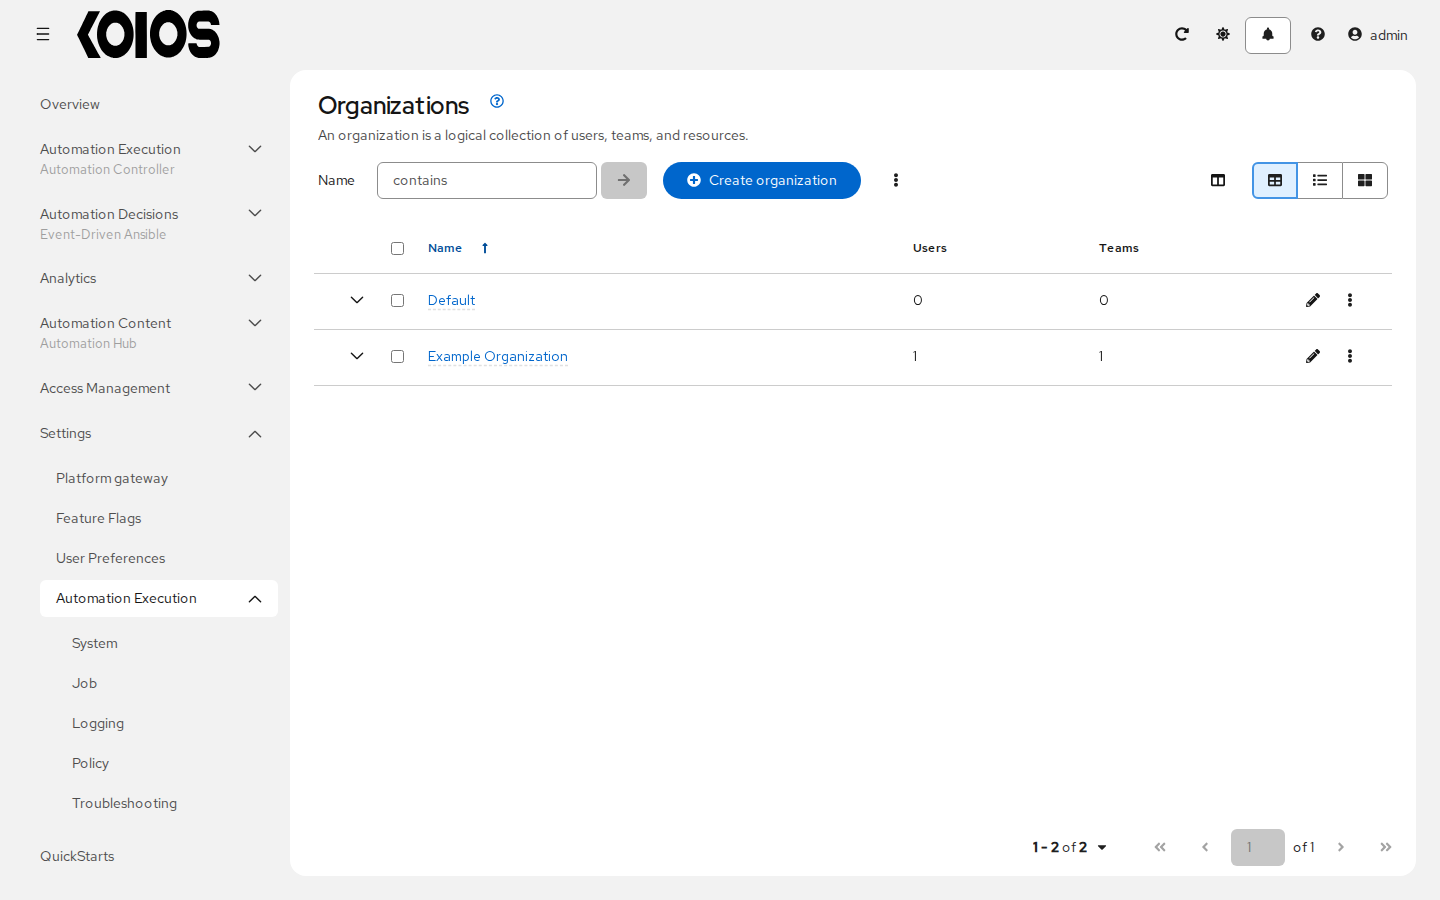 KOIOS
admin
Overview
Automation Execution
Automation Controller
Automation Decisions
Event-Driven Ansible
Analytics
Automation Content
Automation Hub
Access Management
Settings
Platform gateway
Feature Flags
User Preferences
Automation Execution
System
Job
Logging
Policy
Troubleshooting
QuickStarts
Organizations
An organization is a logical collection of users, teams, and resources.
Name contains Create organization
Name Users Teams
Default 0 0
Example Organization 1 1
1 - 2 of 2 1 of 1